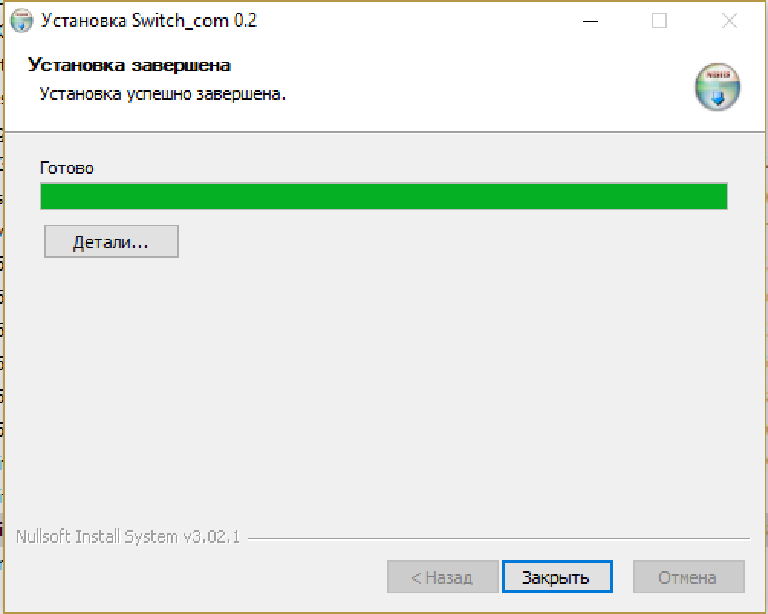 Установка Switch_com 0.2
Установка завершена
Установка успешно завершена.
Готово
Детали...
Nullsoft Install System v3.02.1
< Назад
Закрыть
Отмена